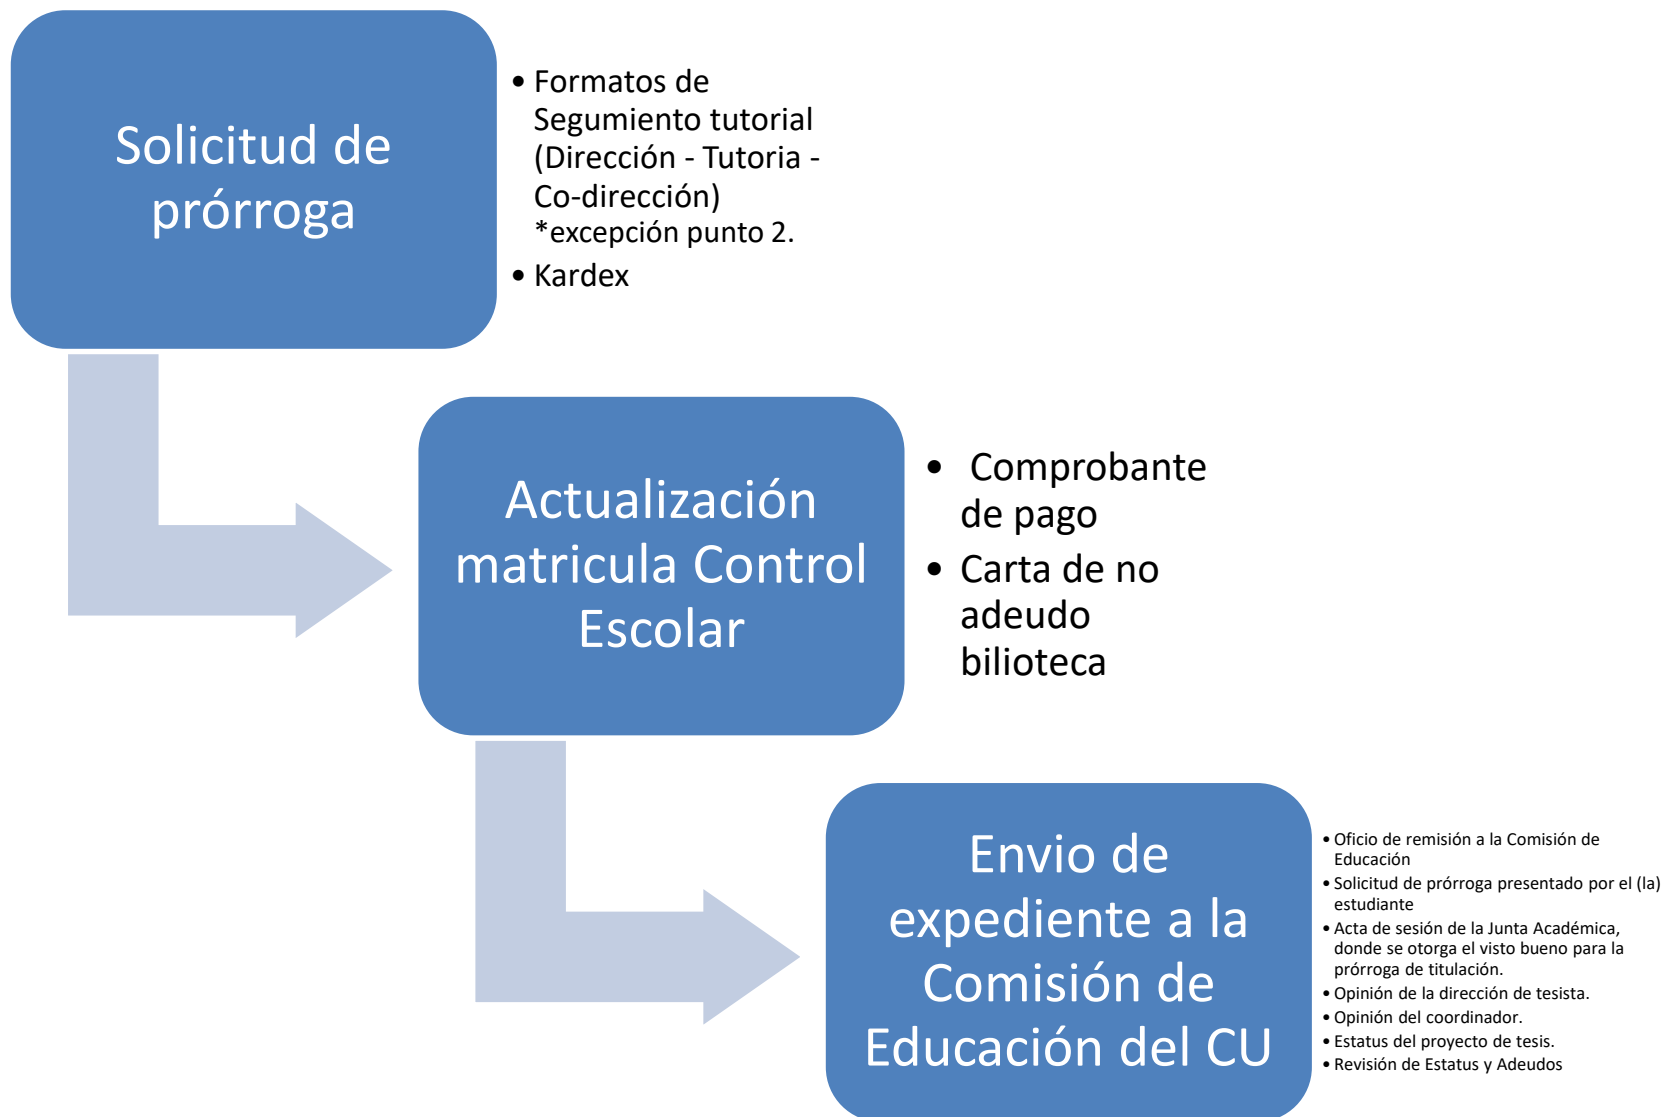 Solicitud de
prórroga
• Formatos de
Segumiento tutorial
(Dirección - Tutoria -
Co-dirección)
*excepción punto 2.
• Kardex
Actualización
matricula Control
Escolar
• Comprobante
de pago
• Carta de no
adeudo
bilioteca
Envio de
expediente a la
Comisión de
Educación del CU
• Oficio de remisión a la Comisión de
Educación
• Solicitud de prórroga presentado por el (la)
estudiante
• Acta de sesión de la Junta Académica,
donde se otorga el visto bueno para la
prórroga de titulación.
• Opinión de la dirección de tesista.
• Opinión del coordinador.
• Estatus del proyecto de tesis.
• Revisión de Estatus y Adeudos